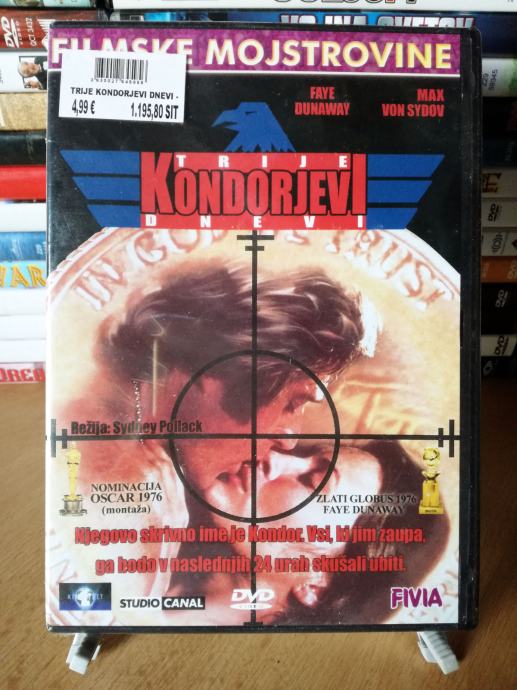 FILMSKE MOJSTROVINE
TRIJE KONDORJEVI DNEVI -
4,99 € 1.195,80 SIT
FAYE
DUNAWAY
MAX
VON SYDOV
TRIJE
KONDORJEVI
DNEVI
IN GOD WE TRUST
Režija: Sydney Pollack
NOMINACIJA
OSCAR 1976
(montaža)
ZLATI GLOBUS 1976
FAYE DUNAWAY
Njegovo skrivno ime je Kondor. Vsi, ki jim zaupa,
ga bodo v naslednjih 24 urah skušali ubiti.
STUDIO CANAL
DVD
VIDEO
FIVIA